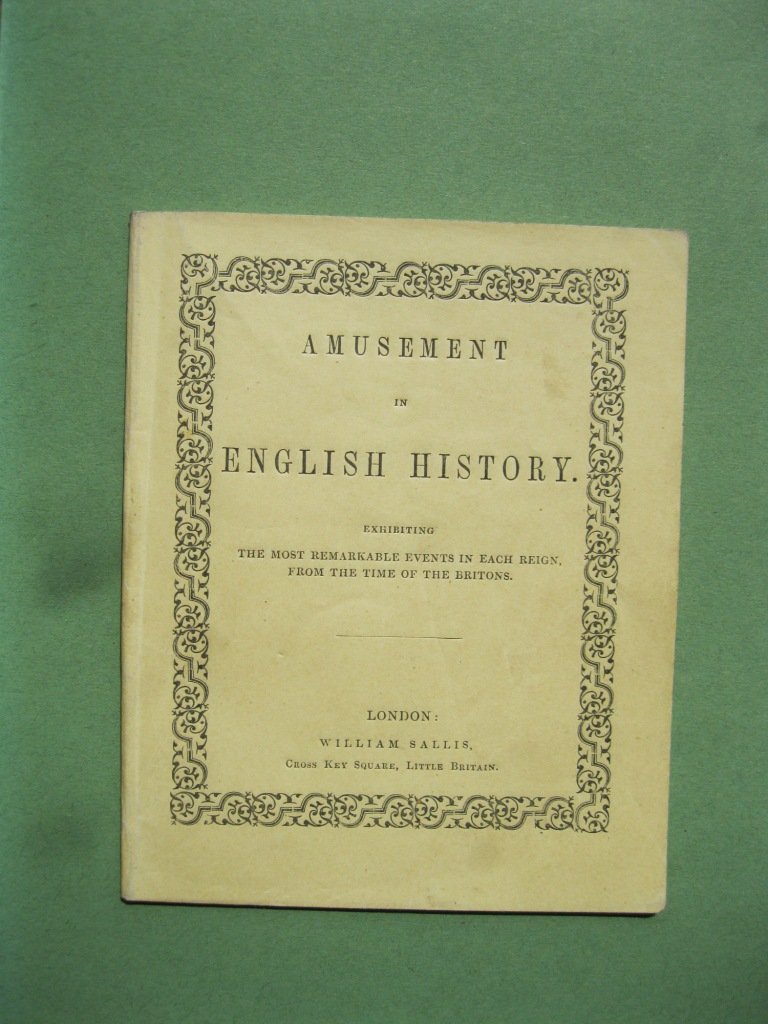 AMUSEMENT
IN
ENGLISH HISTORY.
EXHIBITING
THE MOST REMARKABLE EVENTS IN EACH REIGN,
FROM THE TIME OF THE BRITONS.
LONDON:
WILLIAM SALLIS,
CROSS KEY SQUARE, LITTLE BRITAIN.